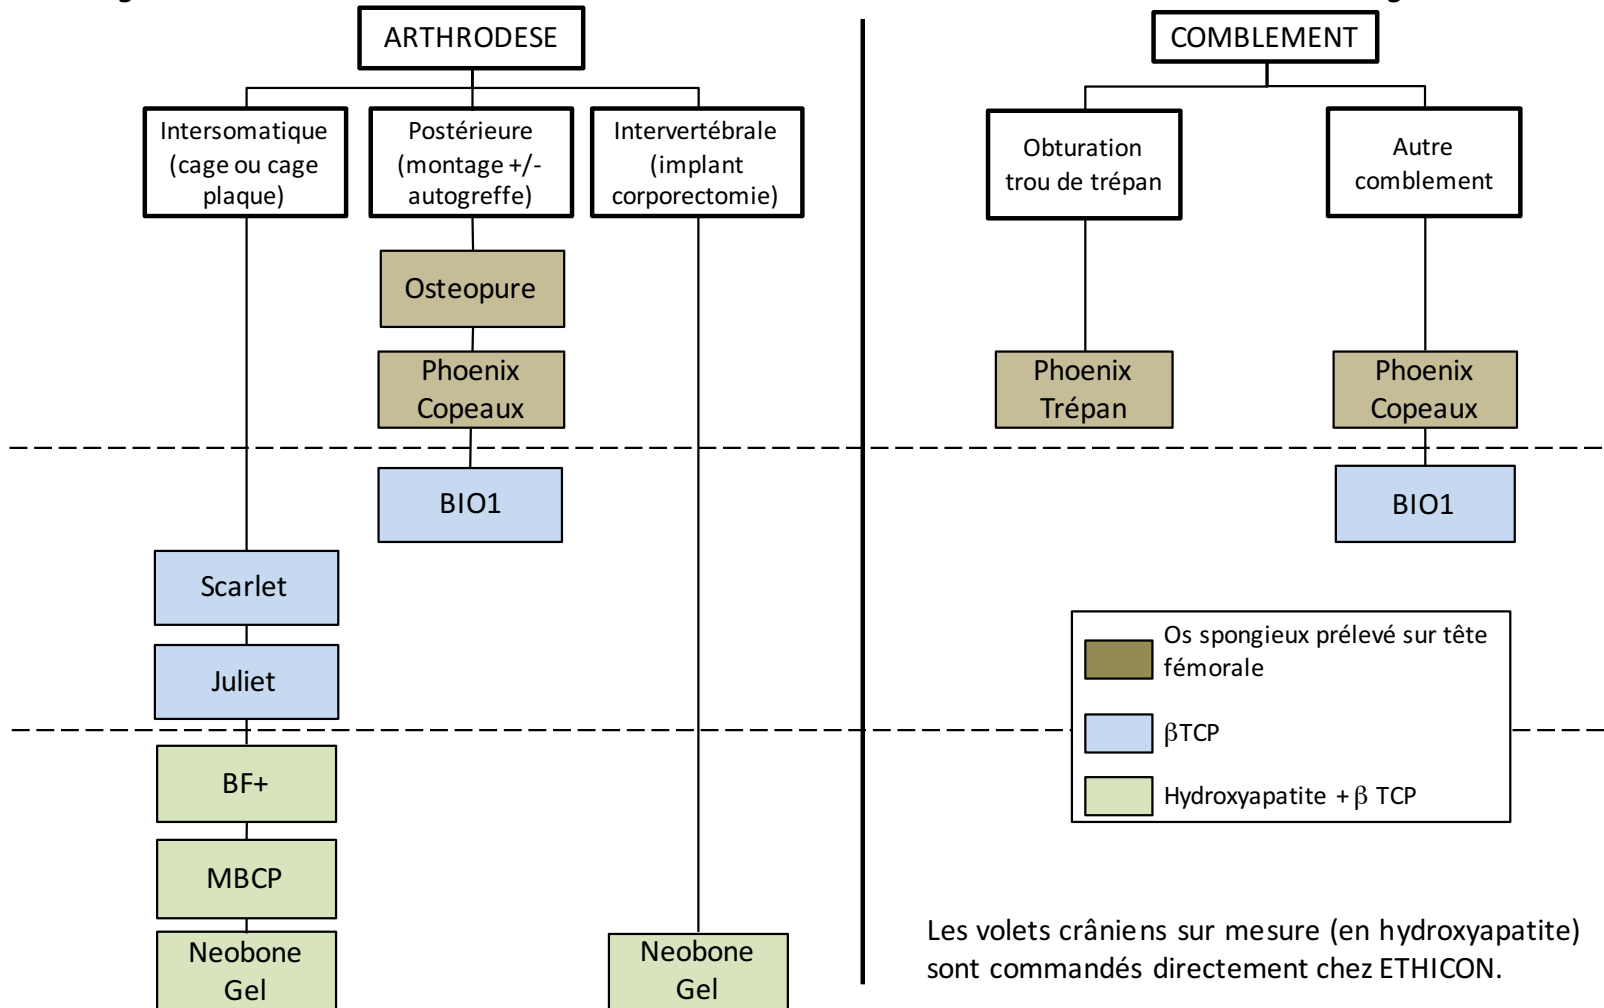 ARTHRODESE
COMBLEMENT
Intersomatique
(cage ou cage
plaque)
Postérieure
(montage +/-
autogreffe)
Intervertébrale
(implant
corporectomie)
Obturation
trou de trépan
Autre
comblement
Osteopure
Phoenix
Copeaux
Phoenix
Trépan
Phoenix
Copeaux
BIO1
BIO1
Scarlet
Juliet
BF+
MBCP
Neobone
Gel
Neobone
Gel
Os spongieux prélevé sur tête
fémorale
βTCP
Hydroxyapatite + β TCP
Les volets crâniens sur mesure (en hydroxyapatite)
sont commandés directement chez ETHICON.